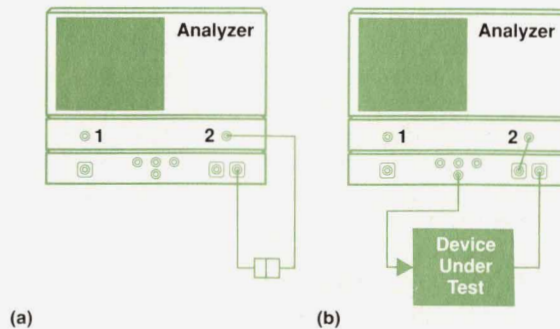 Analyzer
1 2
(a)
Analyzer
1 2
Device
Under
Test
(b)